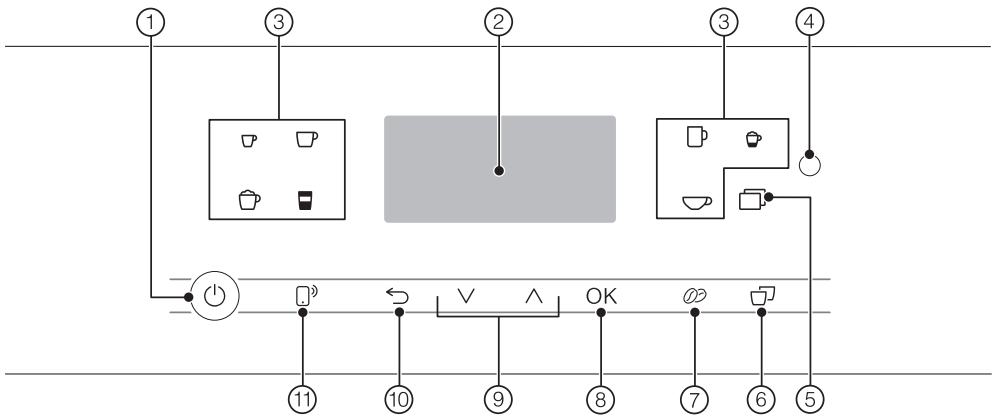 ① ③ ② ③ ④
OK
⑪ ⑩ ⑨ ⑧ ⑦ ⑥ ⑤